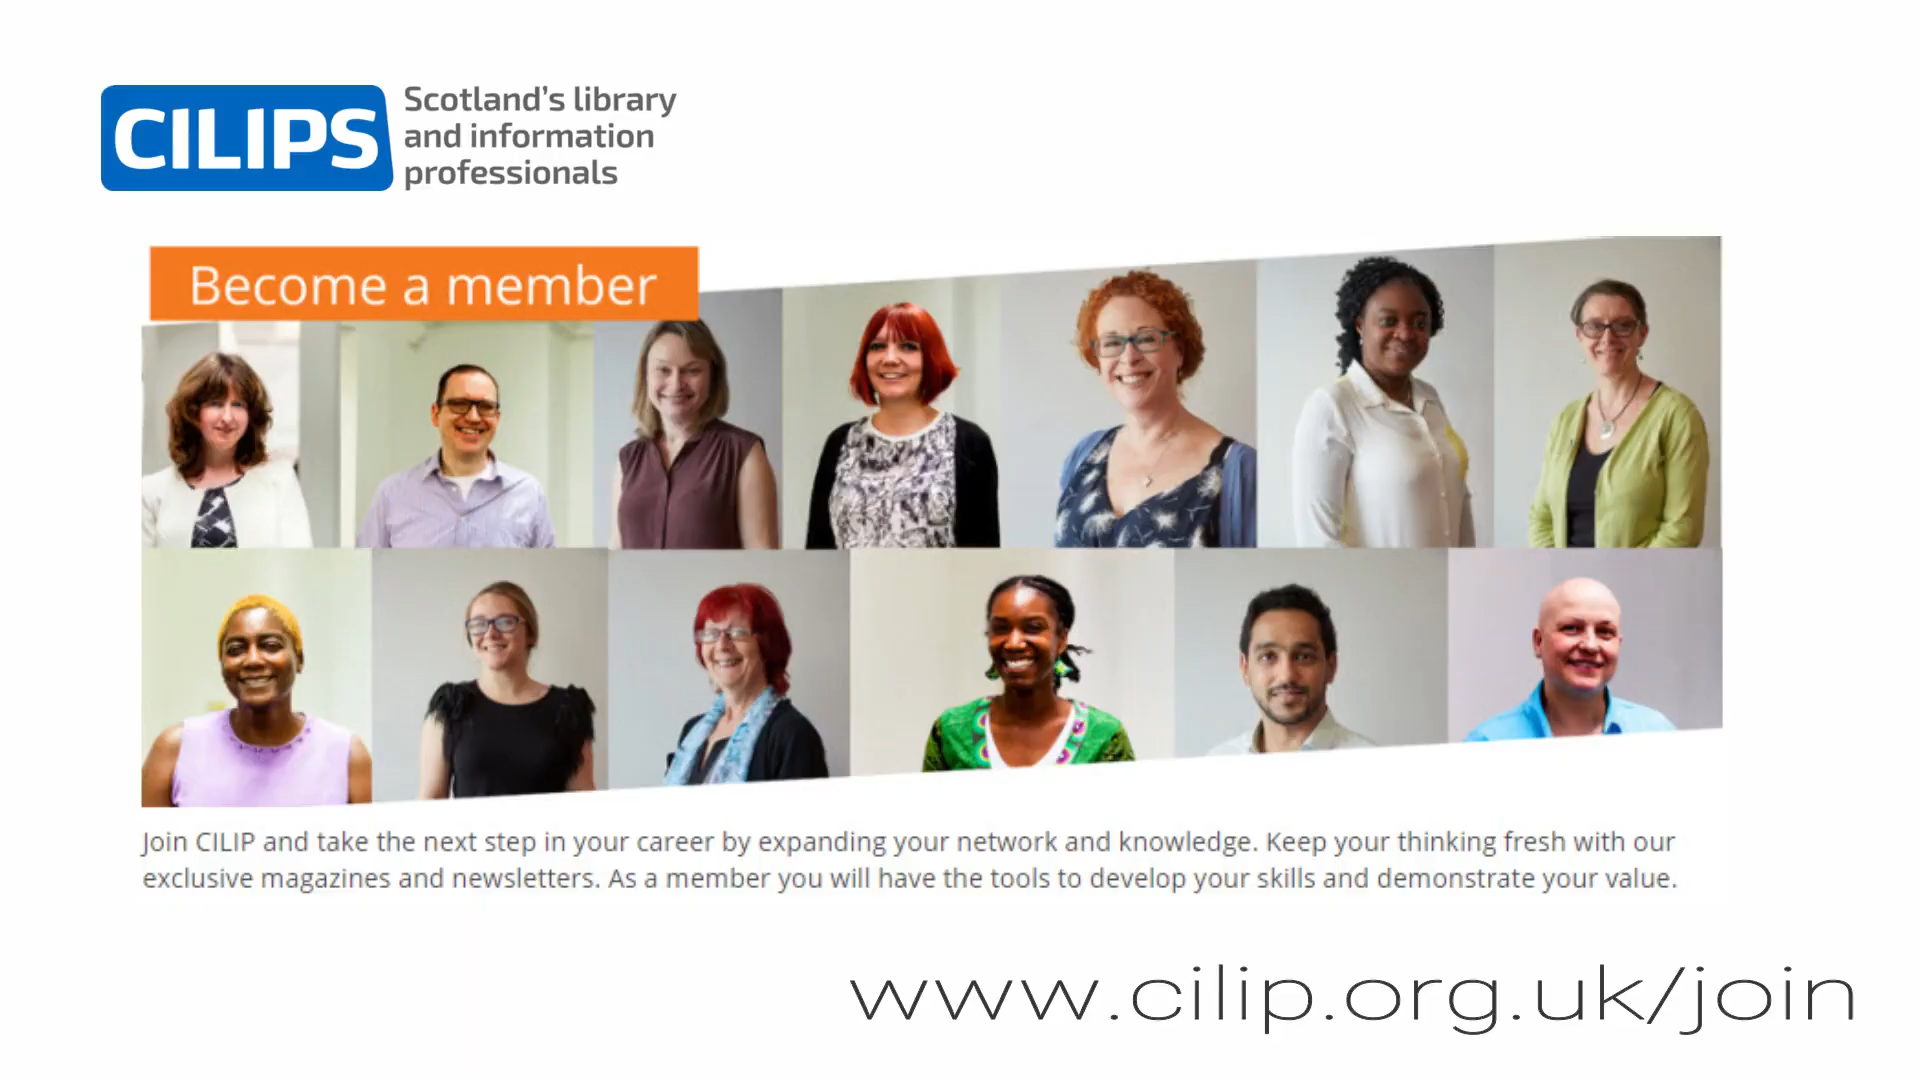 CILIPS
Scotland's library
and information
professionals
Become a member
Join CILIP and take the next step in your career by expanding your network and knowledge. Keep your thinking fresh with our
exclusive magazines and newsletters. As a member you will have the tools to develop your skills and demonstrate your value.
www.cilip.org.uk/join